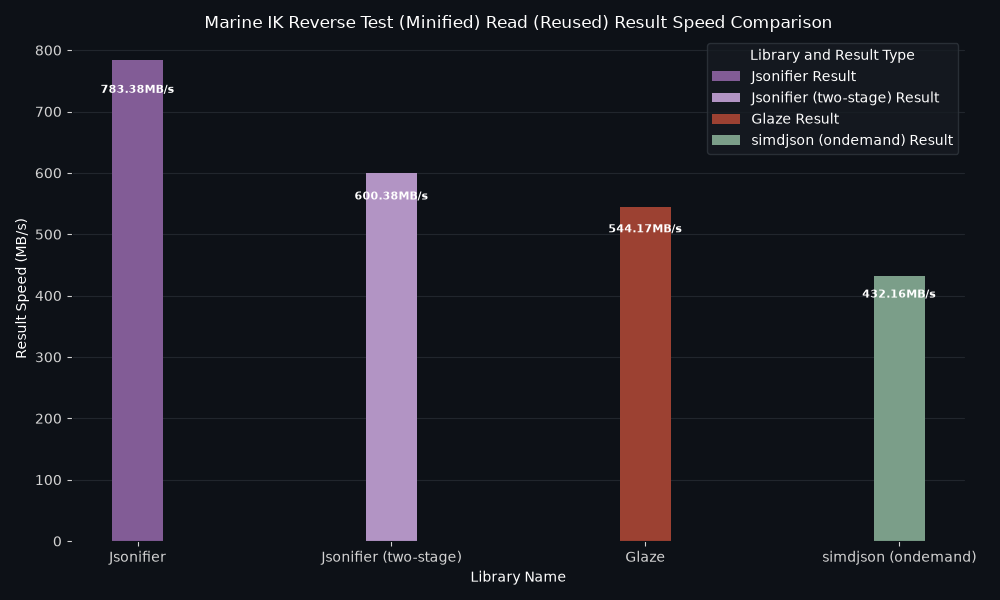 Marine IK Reverse Test (Minified) Read (Reused) Result Speed Comparison
Library and Result Type
Jsonifier Result
Jsonifier (two-stage) Result
Glaze Result
simdjson (ondemand) Result
Result Speed (MB/s)
800
700
600
500
400
300
200
100
0
783.38MB/s
600.38MB/s
544.17MB/s
432.16MB/s
Jsonifier
Jsonifier (two-stage)
Glaze
simdjson (ondemand)
Library Name